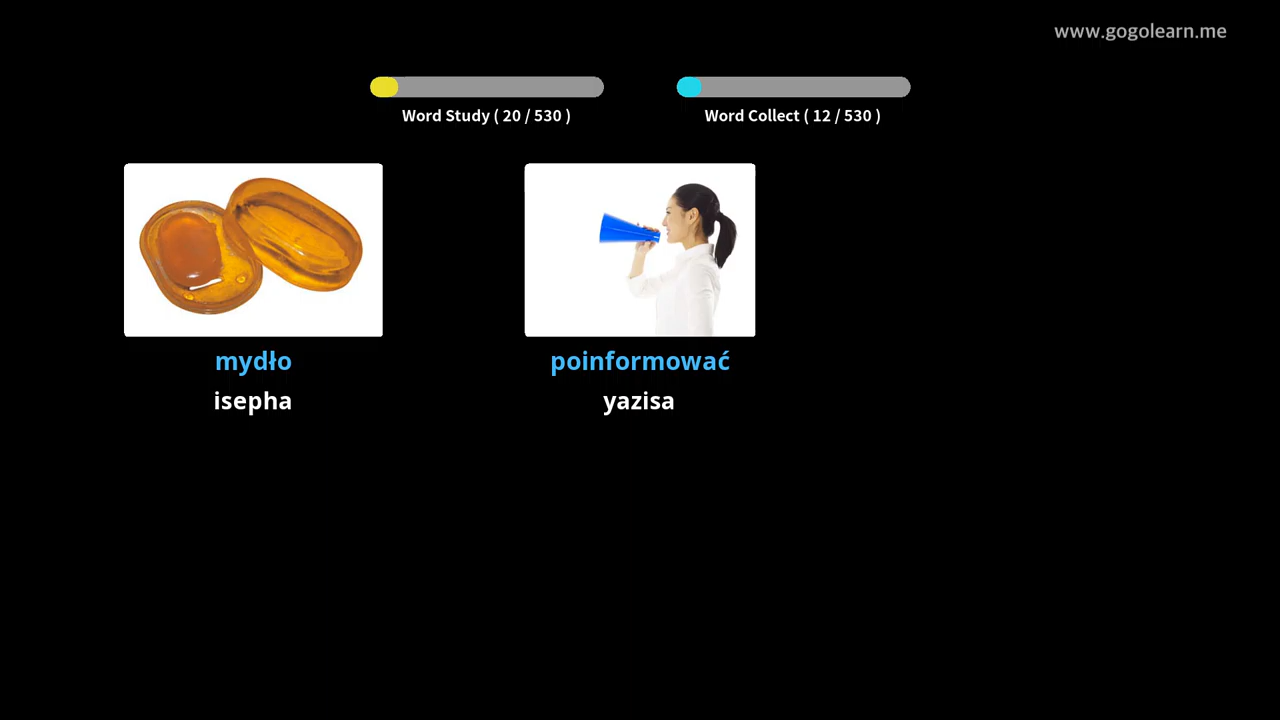 www.gogolearn.me
Word Study ( 20 / 530 )
Word Collect ( 12 / 530 )
mydło
poinformować
isepha
yazisa